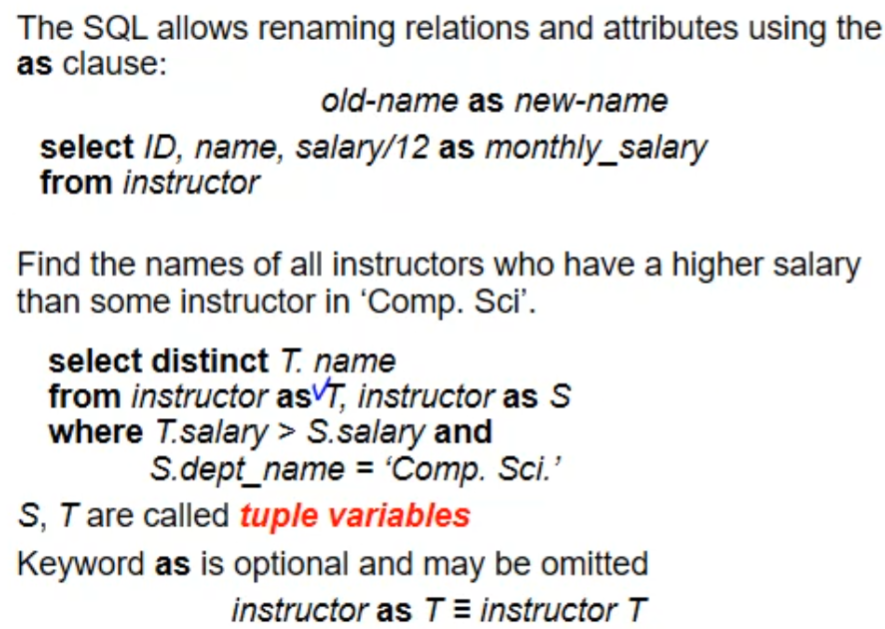 The SQL allows renaming relations and attributes using the
as clause:
old-name as new-name
select ID, name, salary/12 as monthly_salary
from instructor
Find the names of all instructors who have a higher salary
than some instructor in ‘Comp. Sci’.
select distinct T. name
from instructor as T, instructor as S
where T.salary > S.salary and
S.dept_name = ‘Comp. Sci.’
S, T are called tuple variables
Keyword as is optional and may be omitted
instructor as T ≡ instructor T